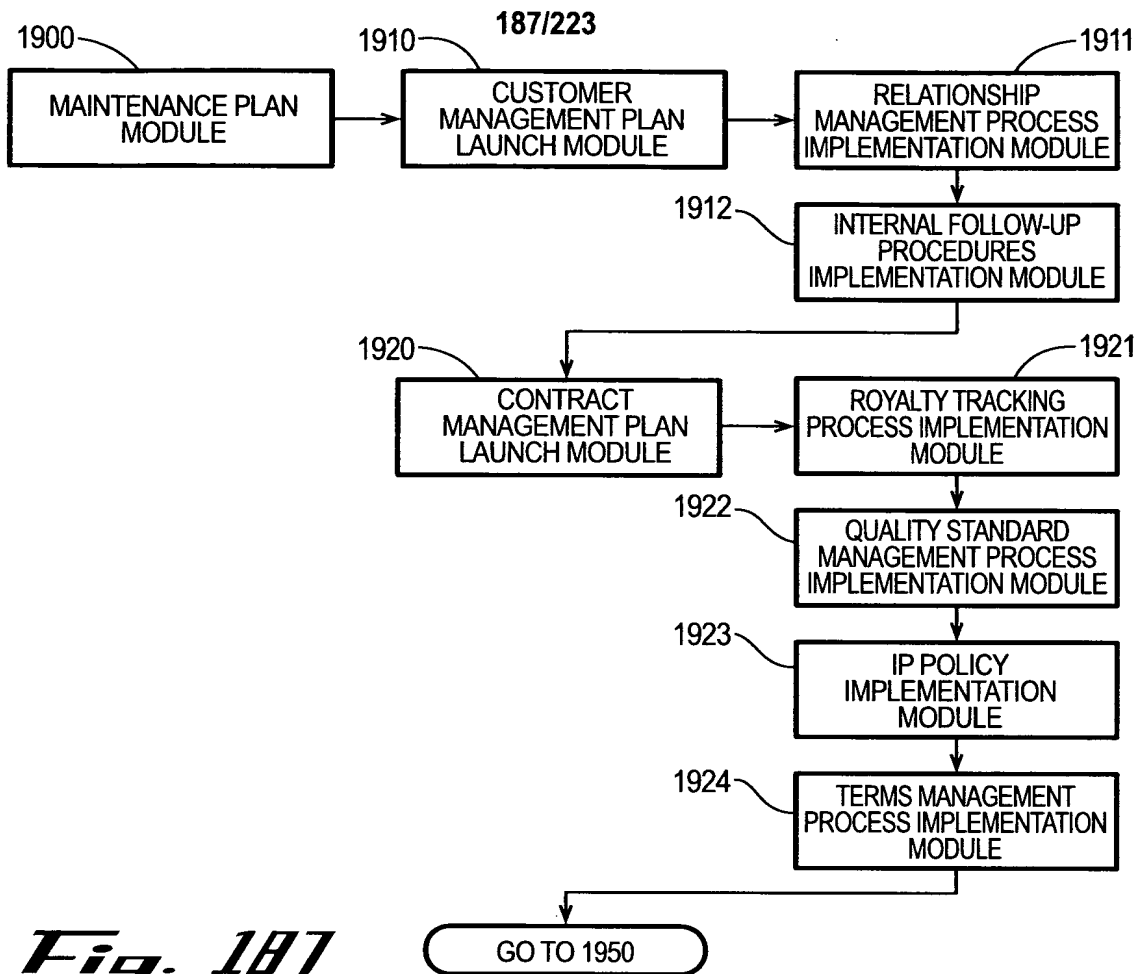 187/223
1900
MAINTENANCE PLAN
MODULE
1910
CUSTOMER
MANAGEMENT PLAN
LAUNCH MODULE
1911
RELATIONSHIP
MANAGEMENT PROCESS
IMPLEMENTATION MODULE
1912
INTERNAL FOLLOW-UP
PROCEDURES
IMPLEMENTATION MODULE
1920
CONTRACT
MANAGEMENT PLAN
LAUNCH MODULE
1921
ROYALTY TRACKING
PROCESS IMPLEMENTATION
MODULE
1922
QUALITY STANDARD
MANAGEMENT PROCESS
IMPLEMENTATION MODULE
1923
IP POLICY
IMPLEMENTATION
MODULE
1924
TERMS MANAGEMENT
PROCESS IMPLEMENTATION
MODULE
GO TO 1950
Fig. 187